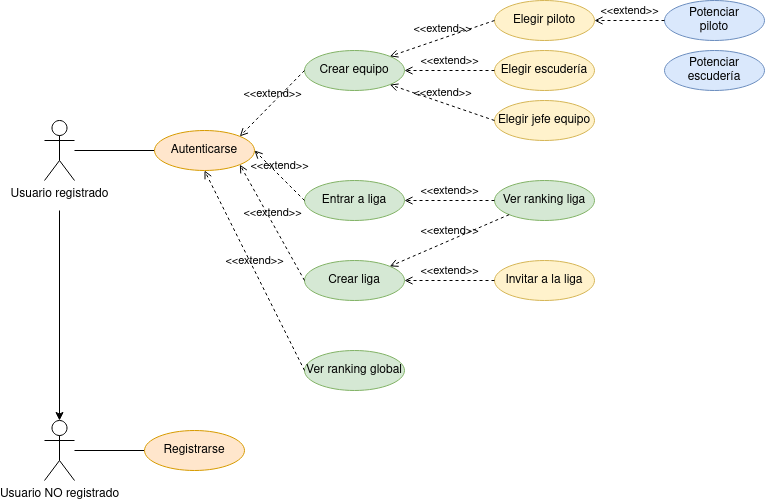 Elegir piloto
<<extend>>
Potenciar
piloto
<<extend>>
Crear equipo
<<extend>>
Elegir escudería
Potenciar
escudería
<<extend>>
<<extend>>
Elegir jefe equipo
Autenticarse
Usuario registrado
<<extend>>
Entrar a liga
<<extend>>
Ver ranking liga
<<extend>>
<<extend>>
<<extend>>
Crear liga
<<extend>>
Invitar a la liga
Ver ranking global
Registrarse
Usuario NO registrado